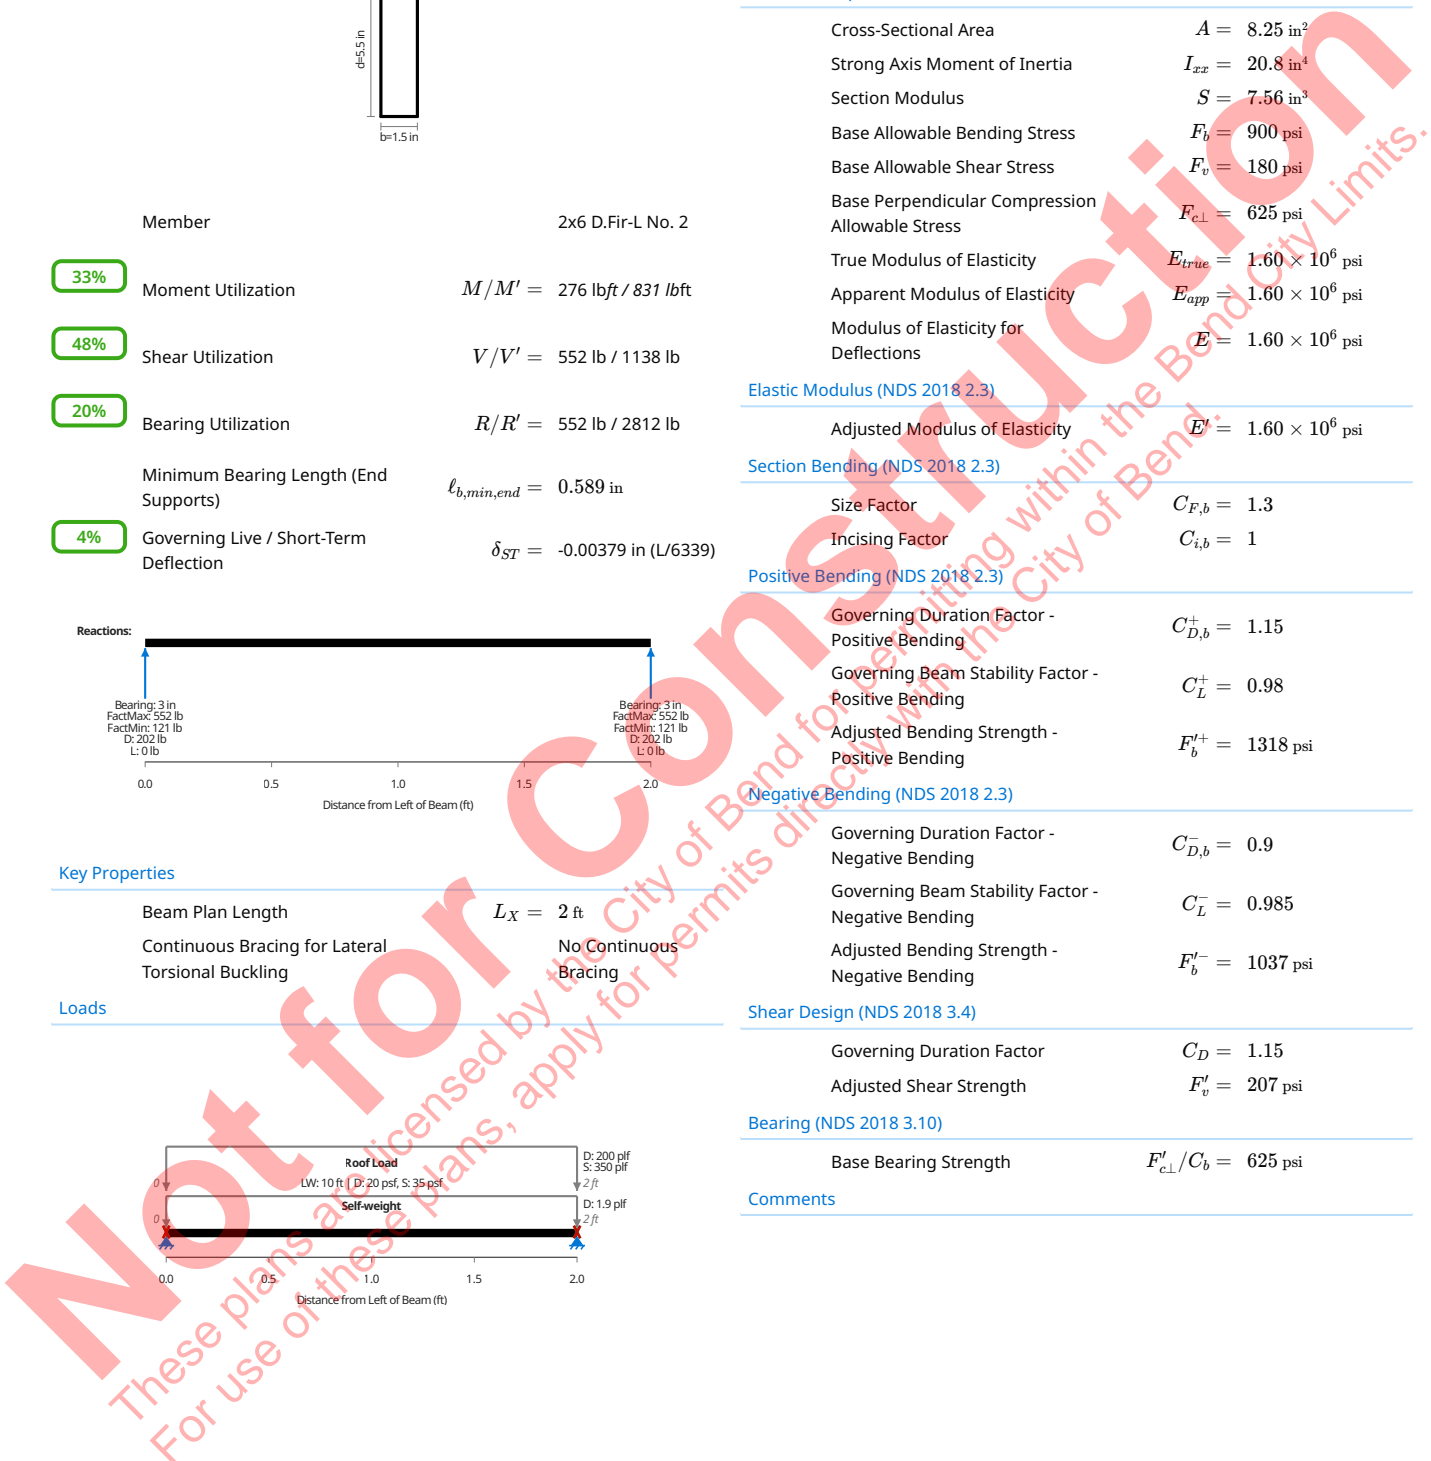 d=5.5 in
b=1.5 in
Member 2x6 D.Fir-L No. 2
33%
Moment Utilization M/M′ = 276 lbft / 831 lbft
48%
Shear Utilization V/V′ = 552 lb / 1138 lb
20%
Bearing Utilization R/R′ = 552 lb / 2812 lb
Minimum Bearing Length (End
Supports) ℓb,min,end = 0.589 in
4%
Governing Live / Short-Term
Deflection δST = -0.00379 in (L/6339)
Reactions:
Bearing: 3 in
FactMax: 552 lb
FactMin: 121 lb
D: 202 lb
L: 0 lb
Bearing: 3 in
FactMax: 552 lb
FactMin: 121 lb
D: 202 lb
L: 0 lb
0.0 0.5 1.0 1.5 2.0
Distance from Left of Beam (ft)
Key Properties
Beam Plan Length LX = 2 ft
Continuous Bracing for Lateral
Torsional Buckling
No Continuous
Bracing
Loads
Roof Load
LW: 10 ft | D: 20 psf, S: 35 psf
D: 200 plf
S: 350 plf
0 2 ft
Self-weight
D: 1.9 plf
0 2 ft
0.0 0.5 1.0 1.5 2.0
Distance from Left of Beam (ft)
Cross-Sectional Area A = 8.25 in²
Strong Axis Moment of Inertia Ixx = 20.8 in⁴
Section Modulus S = 7.56 in³
Base Allowable Bending Stress Fb = 900 psi
Base Allowable Shear Stress Fv = 180 psi
Base Perpendicular Compression
Allowable Stress Fc⊥ = 625 psi
True Modulus of Elasticity Etrue = 1.60 × 10⁶ psi
Apparent Modulus of Elasticity Eapp = 1.60 × 10⁶ psi
Modulus of Elasticity for
Deflections E = 1.60 × 10⁶ psi
Elastic Modulus (NDS 2018 2.3)
Adjusted Modulus of Elasticity E′ = 1.60 × 10⁶ psi
Section Bending (NDS 2018 2.3)
Size Factor CF,b = 1.3
Incising Factor Ci,b = 1
Positive Bending (NDS 2018 2.3)
Governing Duration Factor -
Positive Bending C+D,b = 1.15
Governing Beam Stability Factor -
Positive Bending C+L = 0.98
Adjusted Bending Strength -
Positive Bending F′+b = 1318 psi
Negative Bending (NDS 2018 2.3)
Governing Duration Factor -
Negative Bending C−D,b = 0.9
Governing Beam Stability Factor -
Negative Bending C−L = 0.985
Adjusted Bending Strength -
Negative Bending F′−b = 1037 psi
Shear Design (NDS 2018 3.4)
Governing Duration Factor CD = 1.15
Adjusted Shear Strength F′v = 207 psi
Bearing (NDS 2018 3.10)
Base Bearing Strength F′c⊥/Cb = 625 psi
Comments
Not for Construction
These plans are licensed by the City of Bend for permitting within the Bend City Limits.
For use of these plans, apply for permits directly with the City of Bend.